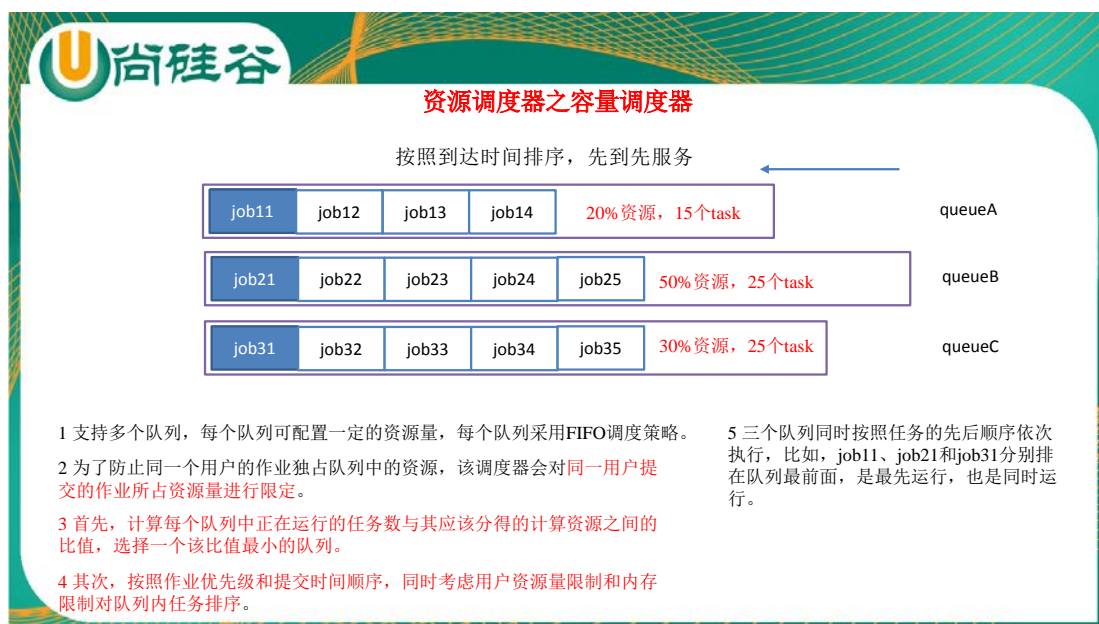 尚硅谷
资源调度器之容量调度器
按照到达时间排序，先到先服务
job11 job12 job13 job14 20%资源，15个task queueA
job21 job22 job23 job24 job25 50%资源，25个task queueB
job31 job32 job33 job34 job35 30%资源，25个task queueC
1 支持多个队列，每个队列可配置一定的资源量，每个队列采用FIFO调度策略。
2 为了防止同一个用户的作业独占队列中的资源，该调度器会对同一用户提
交的作业所占资源量进行限定。
3 首先，计算每个队列中正在运行的任务数与其应该分得的计算资源之间的
比值，选择一个该比值最小的队列。
4 其次，按照作业优先级和提交时间顺序，同时考虑用户资源量限制和内存
限制对队列内任务排序。
5 三个队列同时按照任务的先后顺序依次
执行，比如，job11、job21和job31分别排
在队列最前面，是最先运行，也是同时运
行。